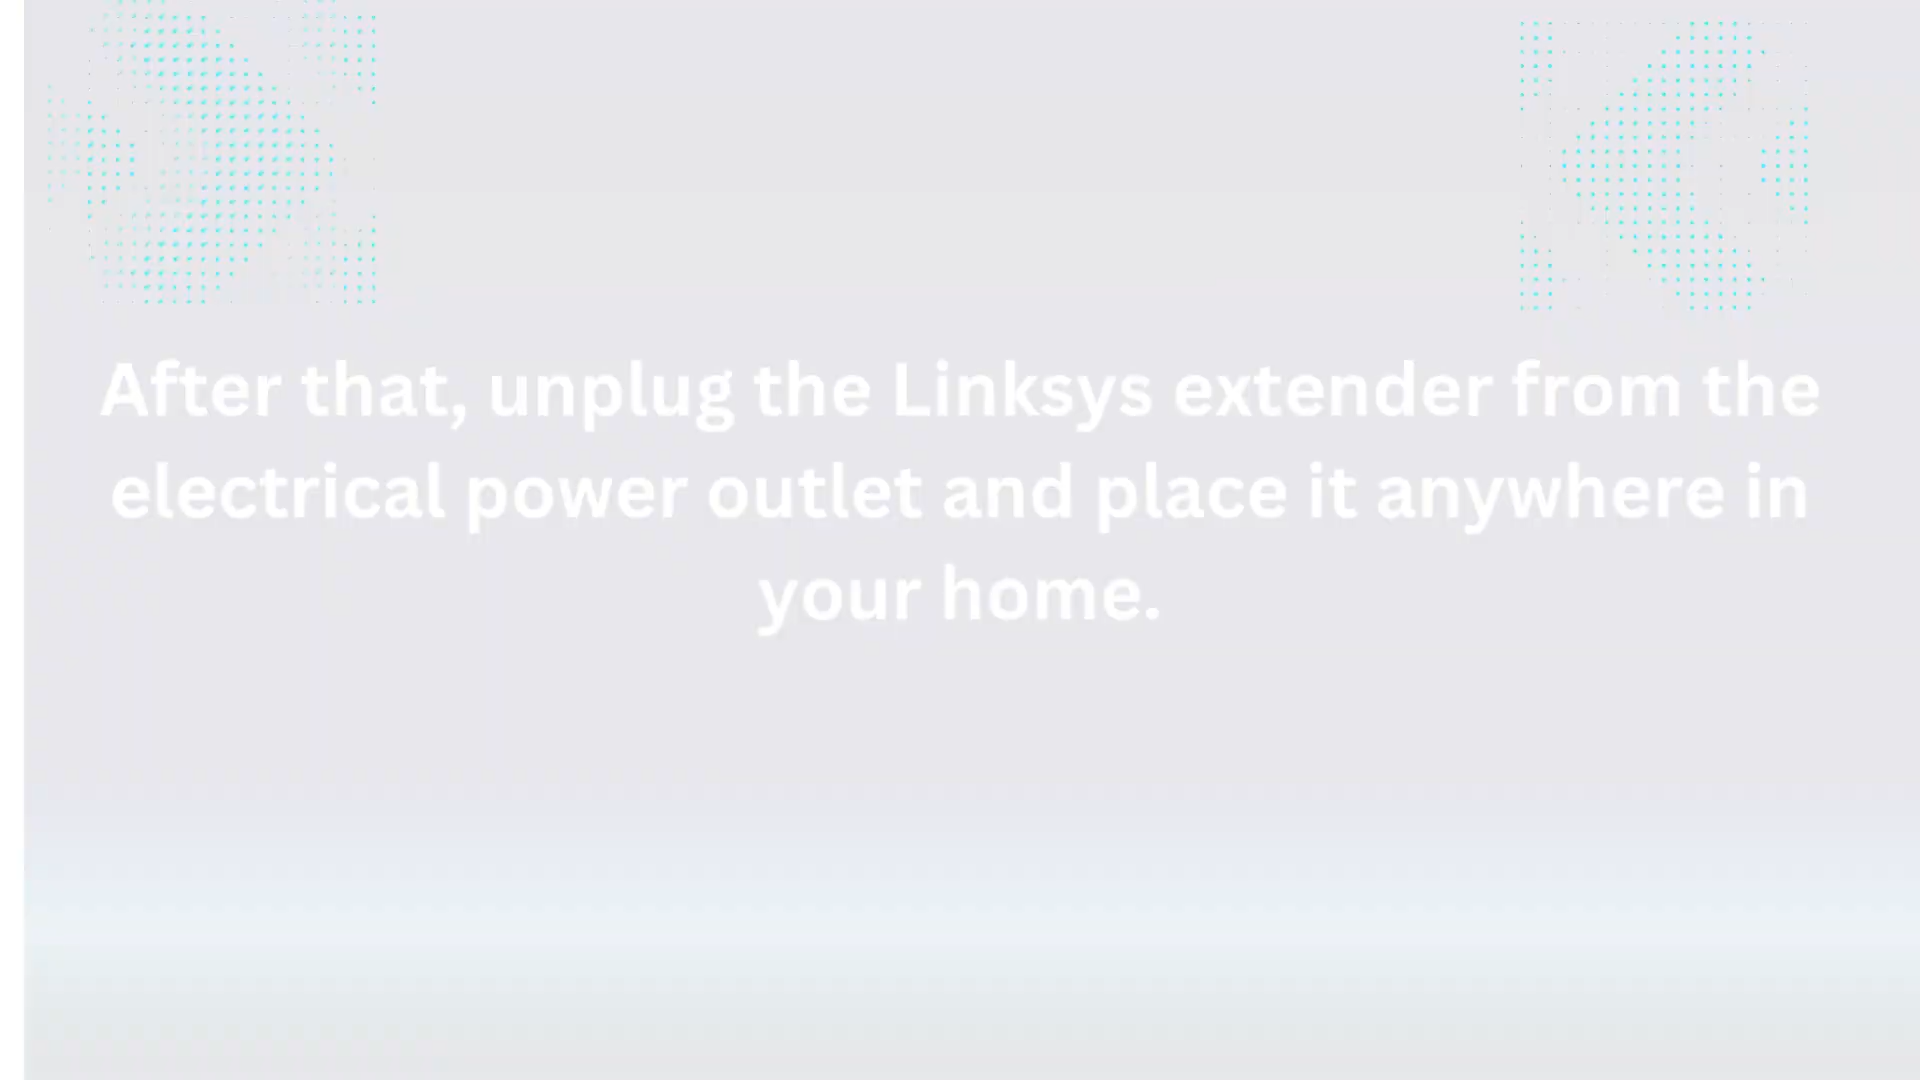 After that, unplug the Linksys extender from the
electrical power outlet and place it anywhere in
your home.